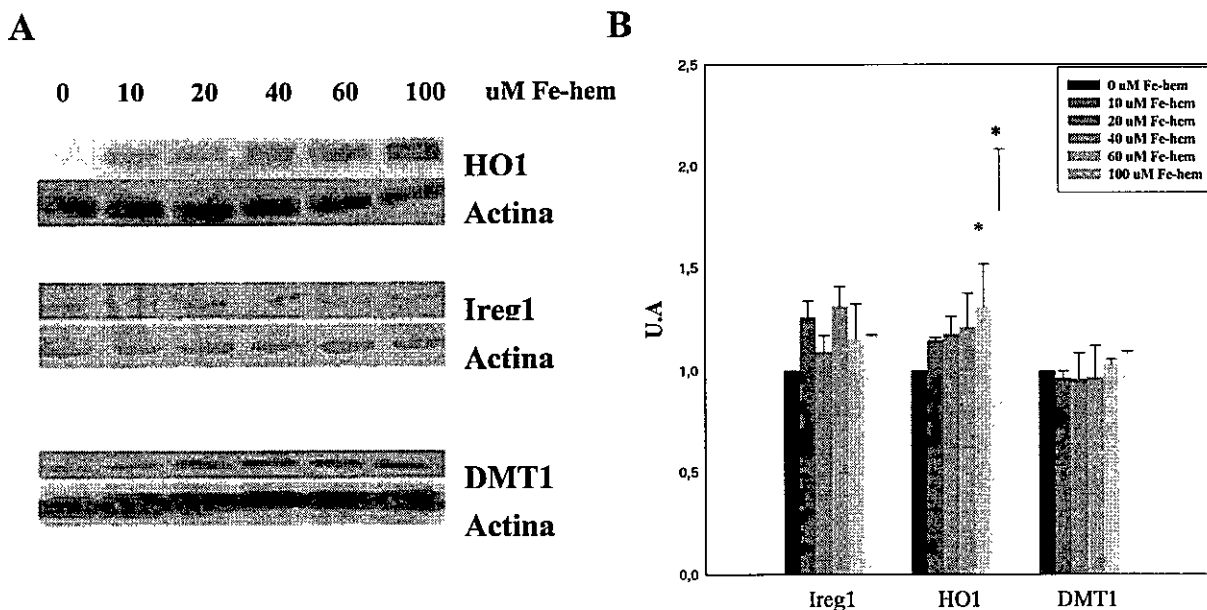 A
0 10 20 40 60 100 uM Fe-hem
HO1
Actina
Ireg1
Actina
DMT1
Actina
B
2,5
2,0
1,5
1,0
0,5
0,0
U.A
0 uM Fe-hem
10 uM Fe-hem
20 uM Fe-hem
40 uM Fe-hem
60 uM Fe-hem
100 uM Fe-hem
*
*
Ireg1 HO1 DMT1